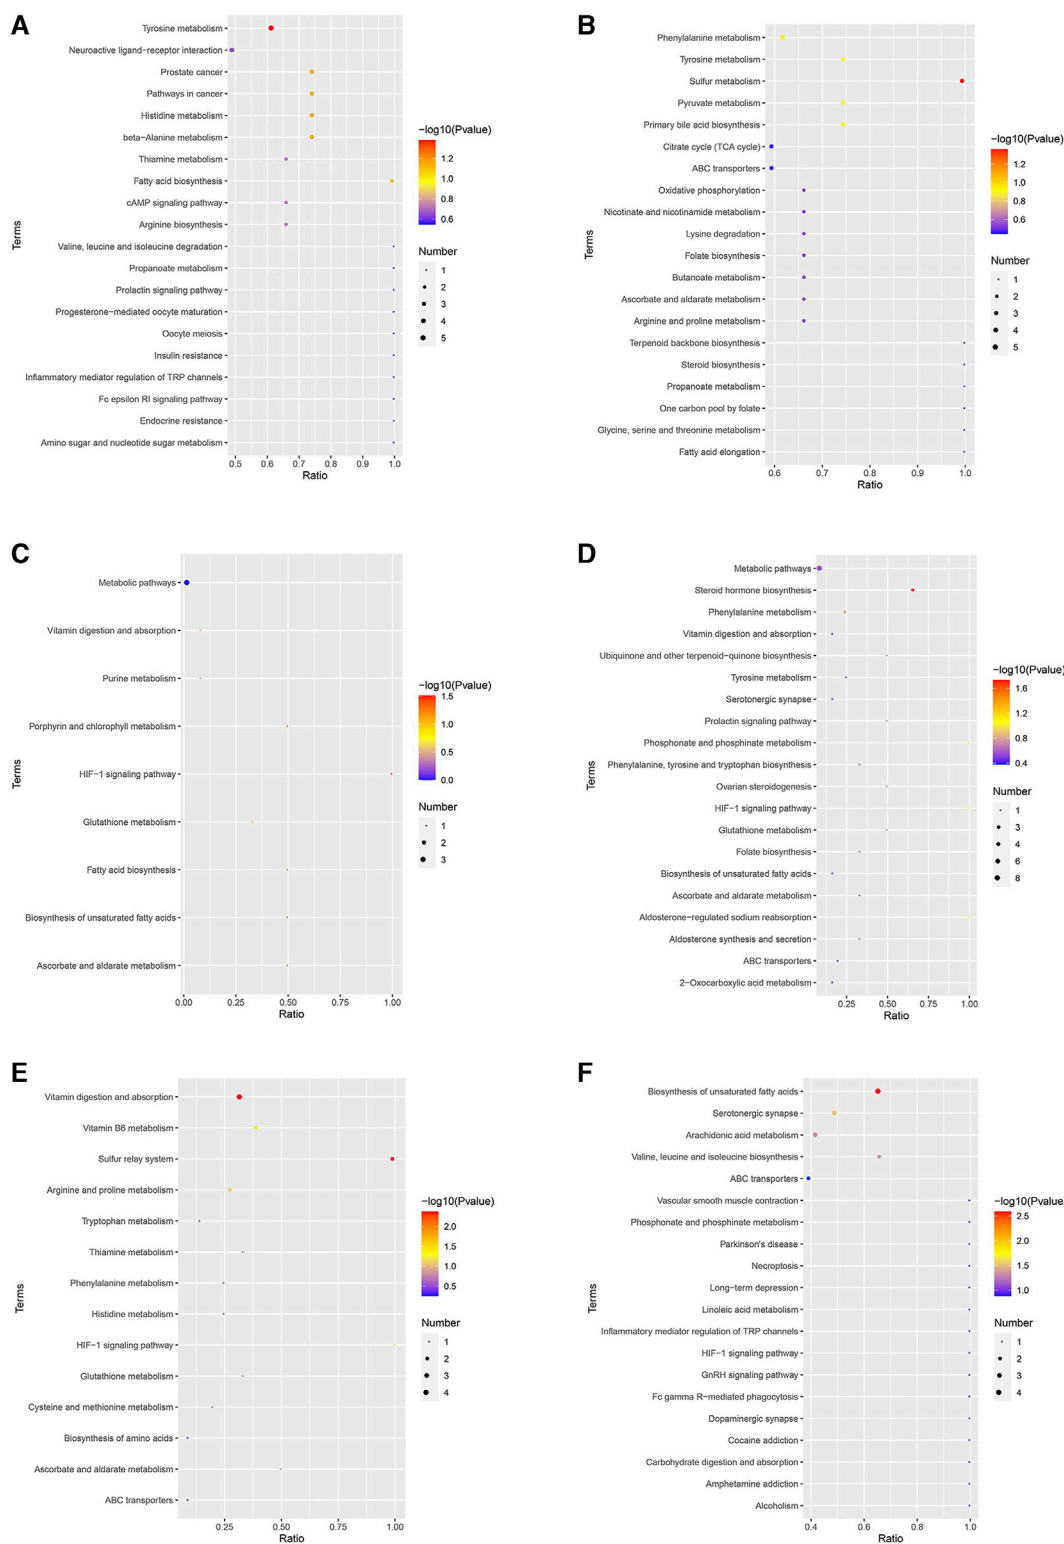 A
Tyrosine metabolism
Neuroactive ligand−receptor interaction
Prostate cancer
Pathways in cancer
Histidine metabolism
beta−Alanine metabolism
Thiamine metabolism
Fatty acid biosynthesis
cAMP signaling pathway
Arginine biosynthesis
Valine, leucine and isoleucine degradation
Propanoate metabolism
Prolactin signaling pathway
Progesterone−mediated oocyte maturation
Oocyte meiosis
Insulin resistance
Inflammatory mediator regulation of TRP channels
Fc epsilon RI signaling pathway
Endocrine resistance
Amino sugar and nucleotide sugar metabolism
Terms
0.5 0.6 0.7 0.8 0.9 1.0
Ratio
−log10(Pvalue)
1.2
1.0
0.8
0.6
Number
1
2
3
4
5
B
Phenylalanine metabolism
Tyrosine metabolism
Sulfur metabolism
Pyruvate metabolism
Primary bile acid biosynthesis
Citrate cycle (TCA cycle)
ABC transporters
Oxidative phosphorylation
Nicotinate and nicotinamide metabolism
Lysine degradation
Folate biosynthesis
Butanoate metabolism
Ascorbate and aldarate metabolism
Arginine and proline metabolism
Terpenoid backbone biosynthesis
Steroid biosynthesis
Propanoate metabolism
One carbon pool by folate
Glycine, serine and threonine metabolism
Fatty acid elongation
Terms
0.6 0.7 0.8 0.9 1.0
Ratio
−log10(Pvalue)
1.2
1.0
0.8
0.6
Number
1
2
3
4
5
C
Metabolic pathways
Vitamin digestion and absorption
Purine metabolism
Porphyrin and chlorophyll metabolism
HIF−1 signaling pathway
Glutathione metabolism
Fatty acid biosynthesis
Biosynthesis of unsaturated fatty acids
Ascorbate and aldarate metabolism
Terms
0.00 0.25 0.50 0.75 1.00
Ratio
−log10(Pvalue)
1.5
1.0
0.5
0.0
Number
1
2
3
D
Metabolic pathways
Steroid hormone biosynthesis
Phenylalanine metabolism
Vitamin digestion and absorption
Ubiquinone and other terpenoid−quinone biosynthesis
Tyrosine metabolism
Serotonergic synapse
Prolactin signaling pathway
Phosphonate and phosphinate metabolism
Phenylalanine, tyrosine and tryptophan biosynthesis
Ovarian steroidogenesis
HIF−1 signaling pathway
Glutathione metabolism
Folate biosynthesis
Biosynthesis of unsaturated fatty acids
Ascorbate and aldarate metabolism
Aldosterone−regulated sodium reabsorption
Aldosterone synthesis and secretion
ABC transporters
2−Oxocarboxylic acid metabolism
Terms
0.25 0.50 0.75 1.00
Ratio
−log10(Pvalue)
1.6
1.2
0.8
0.4
Number
1
3
4
6
8
E
Vitamin digestion and absorption
Vitamin B6 metabolism
Sulfur relay system
Arginine and proline metabolism
Tryptophan metabolism
Thiamine metabolism
Phenylalanine metabolism
Histidine metabolism
HIF−1 signaling pathway
Glutathione metabolism
Cysteine and methionine metabolism
Biosynthesis of amino acids
Ascorbate and aldarate metabolism
ABC transporters
Terms
0.25 0.50 0.75 1.00
Ratio
−log10(Pvalue)
2.0
1.5
1.0
0.5
Number
1
2
3
4
F
Biosynthesis of unsaturated fatty acids
Serotonergic synapse
Arachidonic acid metabolism
Valine, leucine and isoleucine biosynthesis
ABC transporters
Vascular smooth muscle contraction
Phosphonate and phosphinate metabolism
Parkinson's disease
Necroptosis
Long−term depression
Linoleic acid metabolism
Inflammatory mediator regulation of TRP channels
HIF−1 signaling pathway
GnRH signaling pathway
Fc gamma R−mediated phagocytosis
Dopaminergic synapse
Cocaine addiction
Carbohydrate digestion and absorption
Amphetamine addiction
Alcoholism
Terms
0.4 0.6 0.8 1.0
Ratio
−log10(Pvalue)
2.5
2.0
1.5
1.0
Number
1
2
3
4